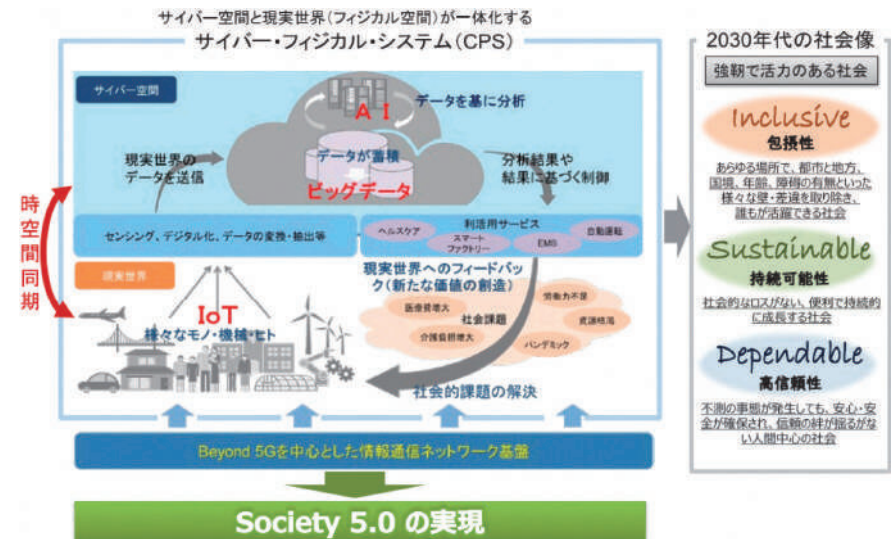 サイバー空間と現実世界(フィジカル空間)が一体化する
サイバー・フィジカル・システム(CPS)
サイバー空間
AI
データを基に分析
現実世界の
データを送信
データが蓄積
ビッグデータ
分析結果や
結果に基づく制御
時空間同期
センシング、デジタル化、データの変換・輸出等
利活用サービス
ヘルスケア
スマート
ファクトリー
EMS
自動運転
現実世界
IoT
様々なモノ・機械・ヒト
現実世界へのフィードバッ
ク(新たな価値の創造)
医療費増大
社会課題
労働力不足
介護負担増大
資源枯渇
パンデミック
社会的課題の解決
Beyond 5Gを中心とした情報通信ネットワーク基盤
Society 5.0 の実現
2030年代の社会像
強靭で活力のある社会
Inclusive
包摂性
あらゆる場所で、都市と地方、
国境、年齢、障碍の有無といった
様々な壁・差違を取り除き、
誰もが活躍できる社会
Sustainable
持続可能性
社会的なロスがない、便利で持続的
に成長する社会
Dependable
高信頼性
不測の事態が発生しても、安心・安
全が確保され、信頼の絆が揺るがな
い人間中心の社会